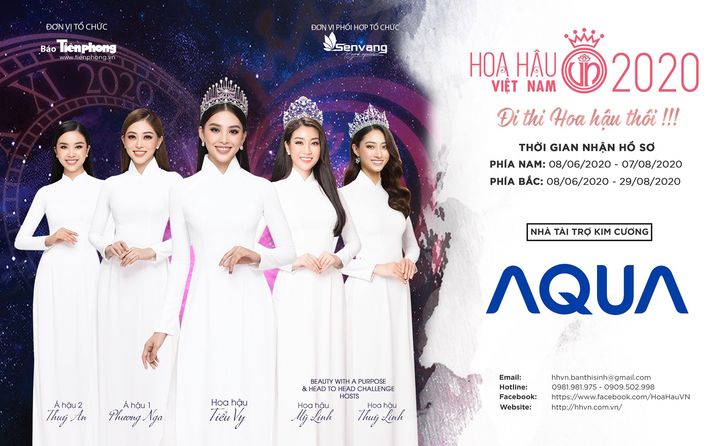 ĐƠN VỊ TỔ CHỨC
Báo Tiềnphong
www.tienphong.vn
ĐƠN VỊ PHỐI HỢP TỔ CHỨC
Senvang
HOA HẬU
VIỆT NAM
2020
Đi thi Hoa hậu thôi !!!
THỜI GIAN NHẬN HỒ SƠ
PHÍA NAM: 08/06/2020 - 07/08/2020
PHÍA BẮC: 08/06/2020 - 29/08/2020
NHÀ TÀI TRỢ KIM CƯƠNG
AQUA
Á hậu 2
Thuý An
Á hậu 1
Phương Nga
Hoa hậu
Tiểu Vy
BEAUTY WITH A PURPOSE
& HEAD TO HEAD CHALLENGE
HOSTS
Hoa hậu
Mỹ Linh
Hoa hậu
Thuỳ Linh
Email: hhvn.banthisinh@gmail.com
Hotline: 0981.981.975 - 0909.502.998
Facebook: https://www.facebook.com/HoaHauVN
Website: http://hhvn.com.vn/